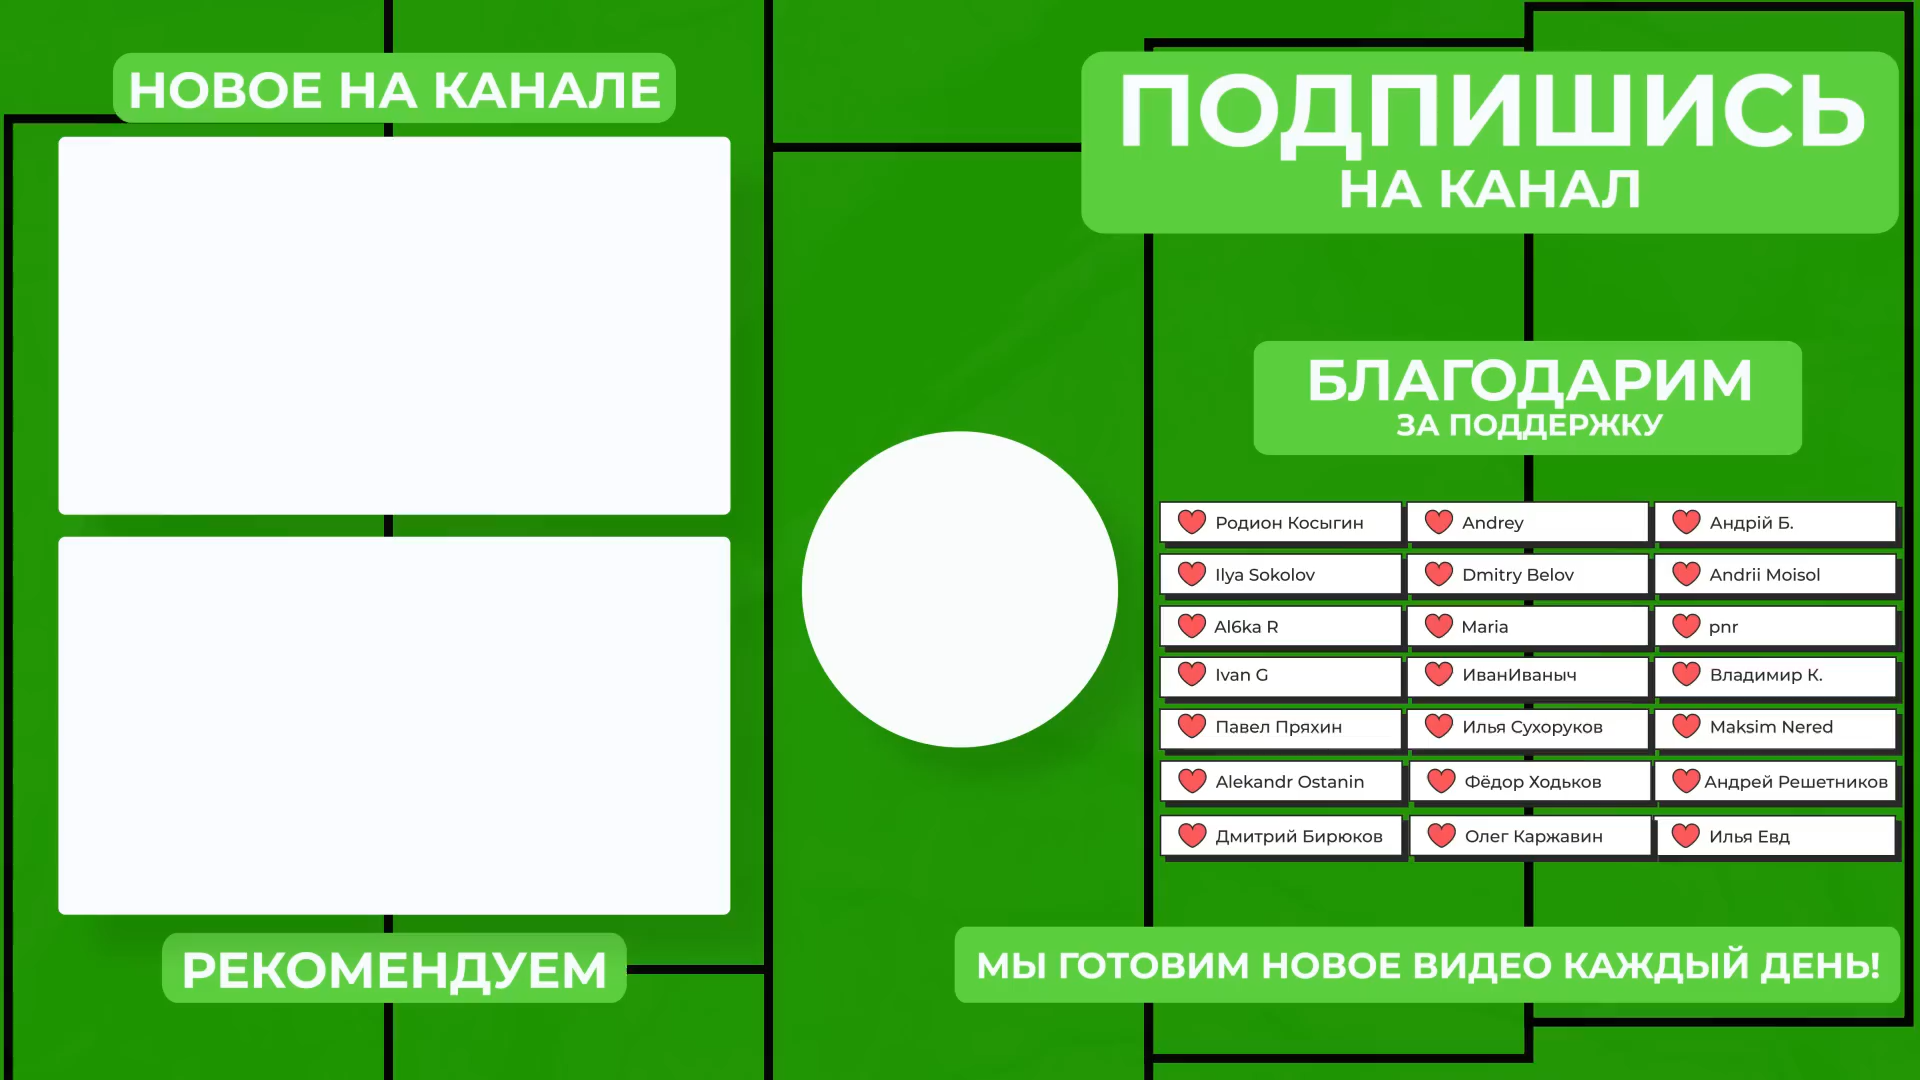 НОВОЕ НА КАНАЛЕ
ПОДПИШИСЬ
НА КАНАЛ
БЛАГОДАРИМ
ЗА ПОДДЕРЖКУ
Родион Косыгин
Andrey
Андрій Б.
Ilya Sokolov
Dmitry Belov
Andrii Moisol
Al6ka R
Maria
pnr
Ivan G
ИванИваныч
Владимир К.
Павел Пряхин
Илья Сухоруков
Maksim Nered
Alekandr Ostanin
Фёдор Ходьков
Андрей Решетников
Дмитрий Бирюков
Олег Каржавин
Илья Евд
РЕКОМЕНДУЕМ
МЫ ГОТОВИМ НОВОЕ ВИДЕО КАЖДЫЙ ДЕНЬ!